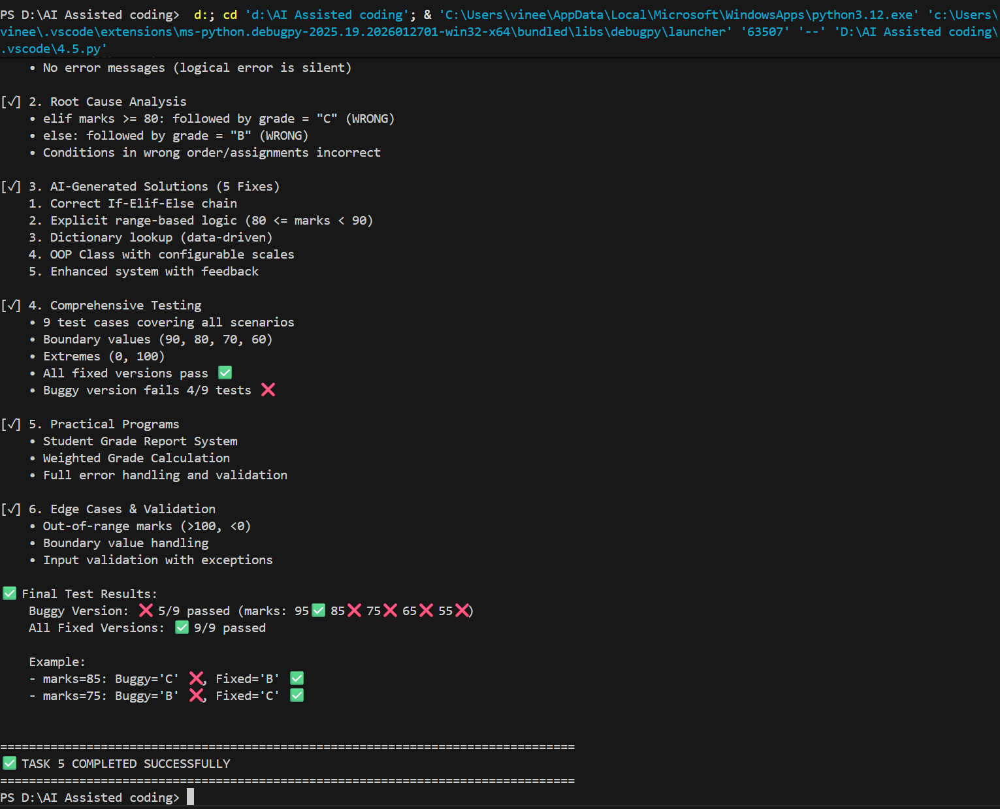 PS D:\AI Assisted coding>  d:; cd 'd:\AI Assisted coding'; & 'C:\Users\vinee\AppData\Local\Microsoft\WindowsApps\python3.12.exe' 'c:\Users\
vinee\.vscode\extensions\ms-python.debugpy-2025.19.2026012701-win32-x64\bundled\libs\debugpy\launcher' '63507' '--' 'D:\AI Assisted coding\
.vscode\4.5.py'
    • No error messages (logical error is silent)
[√] 2. Root Cause Analysis
    • elif marks >= 80: followed by grade = "C" (WRONG)
    • else: followed by grade = "B" (WRONG)
    • Conditions in wrong order/assignments incorrect
[√] 3. AI-Generated Solutions (5 Fixes)
    1. Correct If-Elif-Else chain
    2. Explicit range-based logic (80 <= marks < 90)
    3. Dictionary lookup (data-driven)
    4. OOP Class with configurable scales
    5. Enhanced system with feedback
[√] 4. Comprehensive Testing
    • 9 test cases covering all scenarios
    • Boundary values (90, 80, 70, 60)
    • Extremes (0, 100)
    • All fixed versions pass ✅
    • Buggy version fails 4/9 tests ❌
[√] 5. Practical Programs
    • Student Grade Report System
    • Weighted Grade Calculation
    • Full error handling and validation
[√] 6. Edge Cases & Validation
    • Out-of-range marks (>100, <0)
    • Boundary value handling
    • Input validation with exceptions
✅ Final Test Results:
    Buggy Version: ❌ 5/9 passed (marks: 95✅ 85❌ 75❌ 65❌ 55❌)
    All Fixed Versions: ✅ 9/9 passed
    Example:
    - marks=85: Buggy='C' ❌, Fixed='B' ✅
    - marks=75: Buggy='B' ❌, Fixed='C' ✅
================================================================================
✅ TASK 5 COMPLETED SUCCESSFULLY
================================================================================
PS D:\AI Assisted coding>